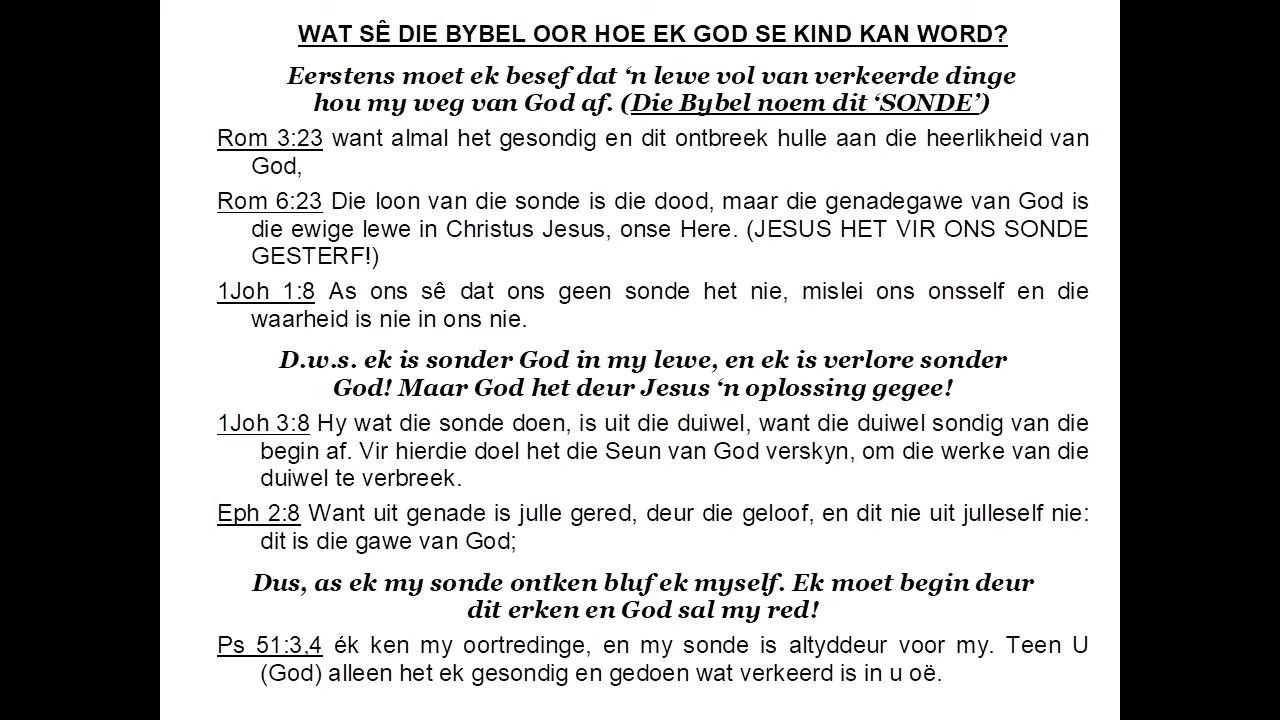 WAT SÊ DIE BYBEL OOR HOE EK GOD SE KIND KAN WORD?
Eerstens moet ek besef dat ‘n lewe vol van verkeerde dinge
hou my weg van God af. (Die Bybel noem dit ‘SONDE’)
Rom 3:23 want almal het gesondig en dit ontbreek hulle aan die heerlikheid van
God,
Rom 6:23 Die loon van die sonde is die dood, maar die genadegawe van God is
die ewige lewe in Christus Jesus, onse Here. (JESUS HET VIR ONS SONDE
GESTERF!)
1Joh 1:8 As ons sê dat ons geen sonde het nie, mislei ons onsself en die
waarheid is nie in ons nie.
D.w.s. ek is sonder God in my lewe, en ek is verlore sonder
God! Maar God het deur Jesus ‘n oplossing gegee!
1Joh 3:8 Hy wat die sonde doen, is uit die duiwel, want die duiwel sondig van die
begin af. Vir hierdie doel het die Seun van God verskyn, om die werke van die
duiwel te verbreek.
Eph 2:8 Want uit genade is julle gered, deur die geloof, en dit nie uit julleself nie:
dit is die gawe van God;
Dus, as ek my sonde ontken bluf ek myself. Ek moet begin deur
dit erken en God sal my red!
Ps 51:3,4 ék ken my oortredinge, en my sonde is altyddeur voor my. Teen U
(God) alleen het ek gesondig en gedoen wat verkeerd is in u oë.